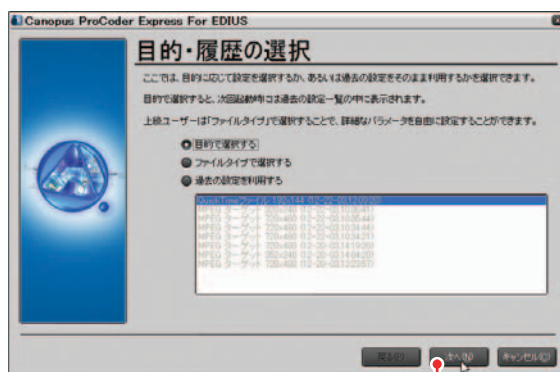 Canopus ProCoder Express For EDIUS
目的・履歴の選択
ここでは、目的に応じて設定を選択するか、あるいは過去の設定をそのまま利用するかを選択できます。
目的で選択すると、次回起動時には過去の設定一覧の中に表示されます。
上級ユーザーは「ファイルタイプ」で選択することで、詳細なパラメータを自由に設定することができます。
目的で選択する
ファイルタイプで選択する
過去の設定を利用する
QuickTimeファイル 192x144
MPEG ターゲット 352x240
MPEG ターゲット 720x480
MPEG ターゲット 720x480
MPEG ターゲット 720x480
MPEG ターゲット 352x240
MPEG ターゲット 720x480
戻る
次へ(N)
キャンセル(C)